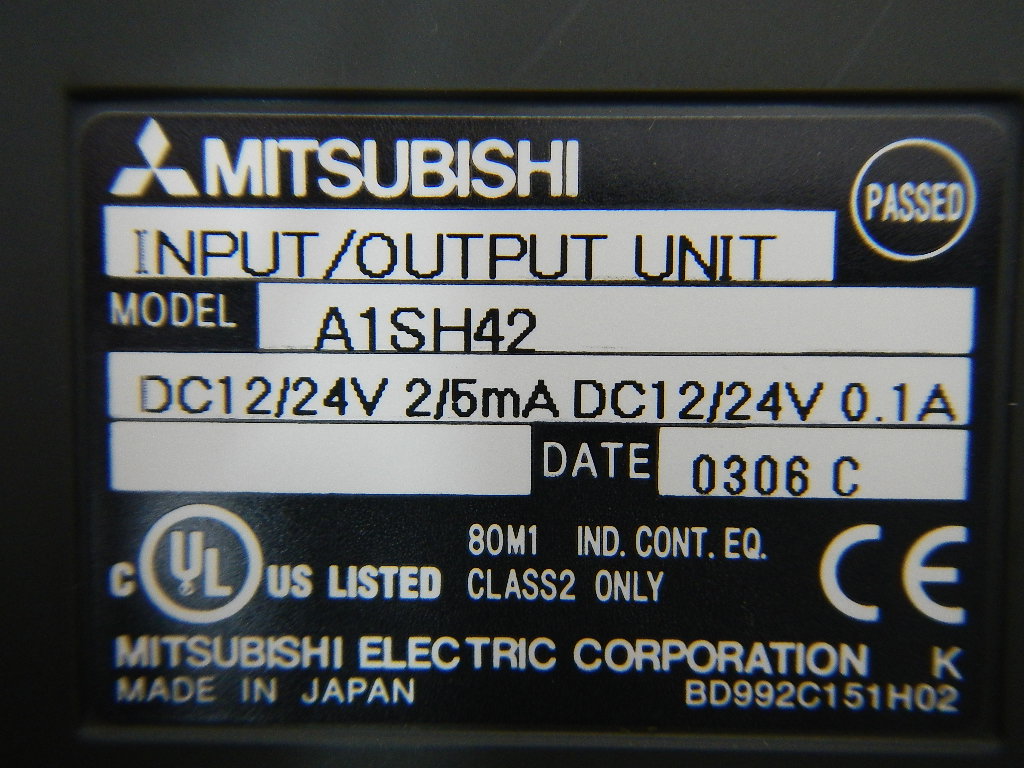 MITSUBISHI
PASSED
INPUT/OUTPUT UNIT
MODEL A1SH42
DC12/24V 2/5mA DC12/24V 0.1A
DATE 0306 C
80M1 IND. CONT. EQ.
C UL US LISTED CLASS2 ONLY CE
MITSUBISHI ELECTRIC CORPORATION K
MADE IN JAPAN BD992C151H02